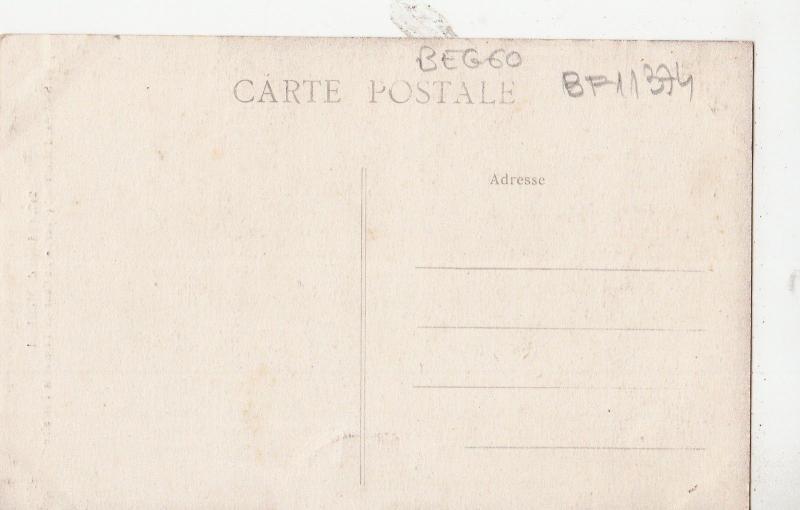 BEG60
CARTE POSTALE
BF11374
Adresse